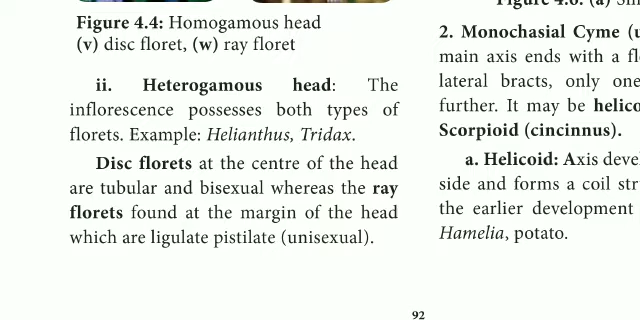 Figure 4.4: Homogamous head
(v) disc floret, (w) ray floret
ii. Heterogamous head: The
inflorescence possesses both types of
florets. Example: Helianthus, Tridax.
Disc florets at the centre of the head
are tubular and bisexual whereas the ray
florets found at the margin of the head
which are ligulate pistilate (unisexual).
2. Monochasial Cyme (u
main axis ends with a fl
lateral bracts, only one
further. It may be helico
Scorpioid (cincinnus).
a. Helicoid: Axis devel
side and forms a coil str
the earlier development
Hamelia, potato.
92